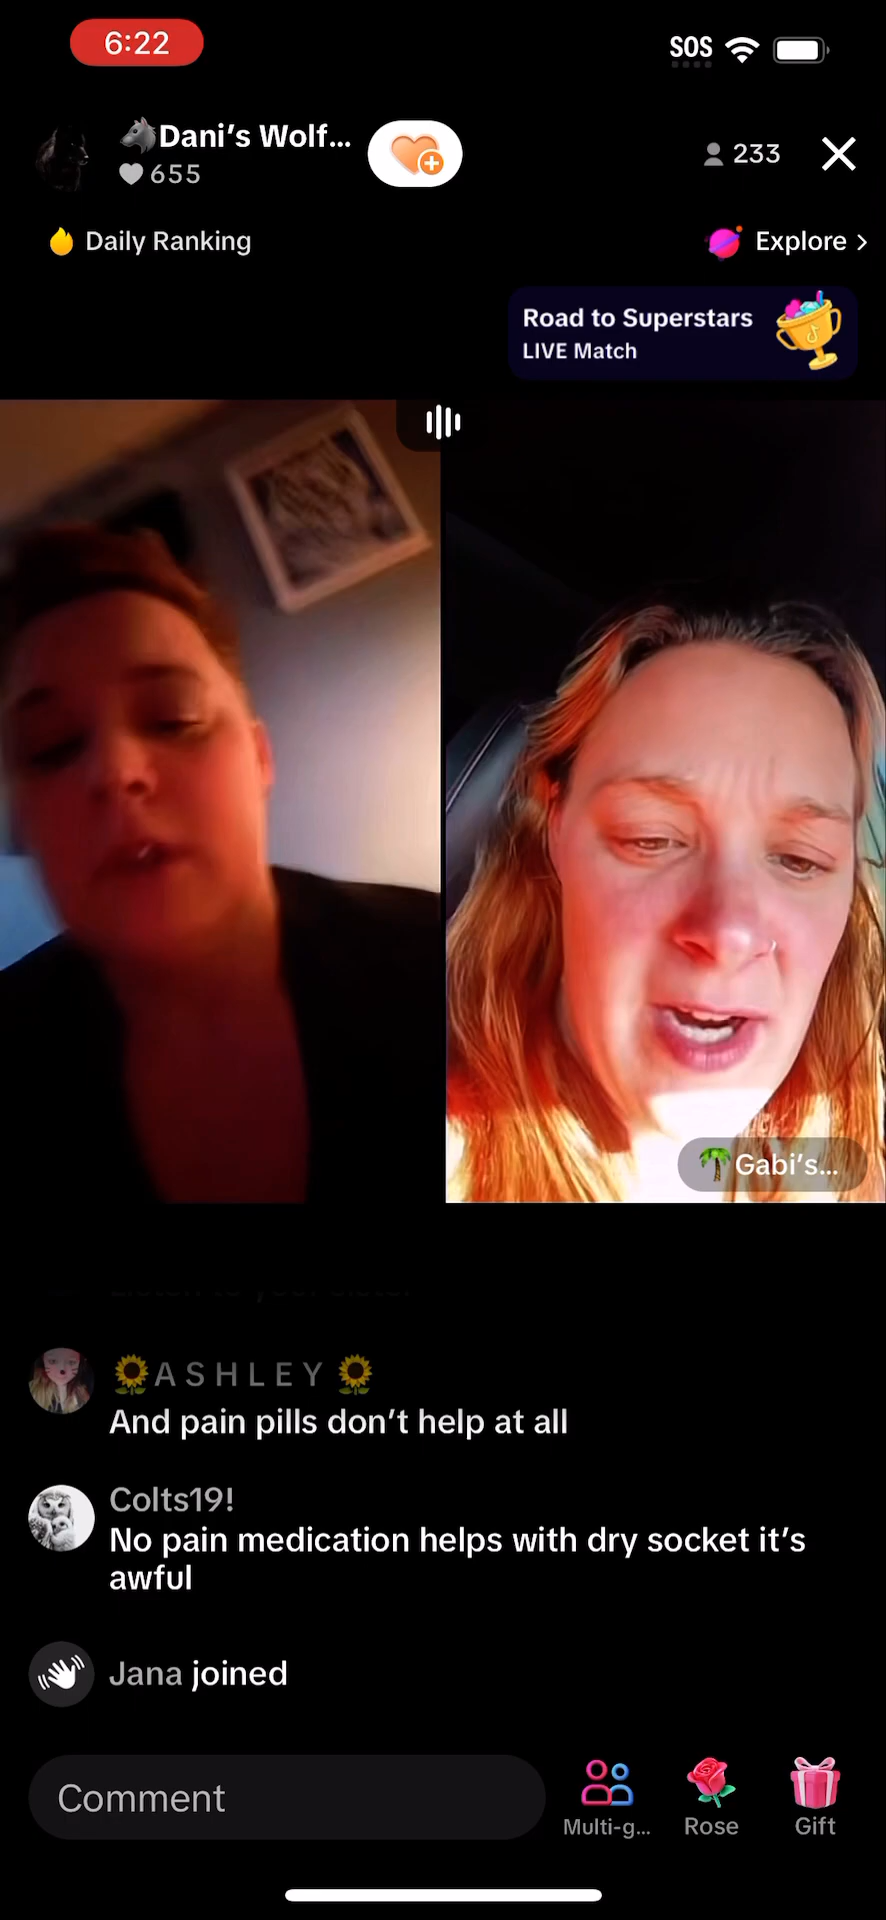 6:22
SOS
🐺Dani's Wolf...
655
233
Daily Ranking
Explore >
Road to Superstars
LIVE Match
🌴Gabi's...
🌻A S H L E Y 🌻
And pain pills don't help at all
Colts19!
No pain medication helps with dry socket it's
awful
Jana joined
Comment
Multi-g...
Rose
Gift